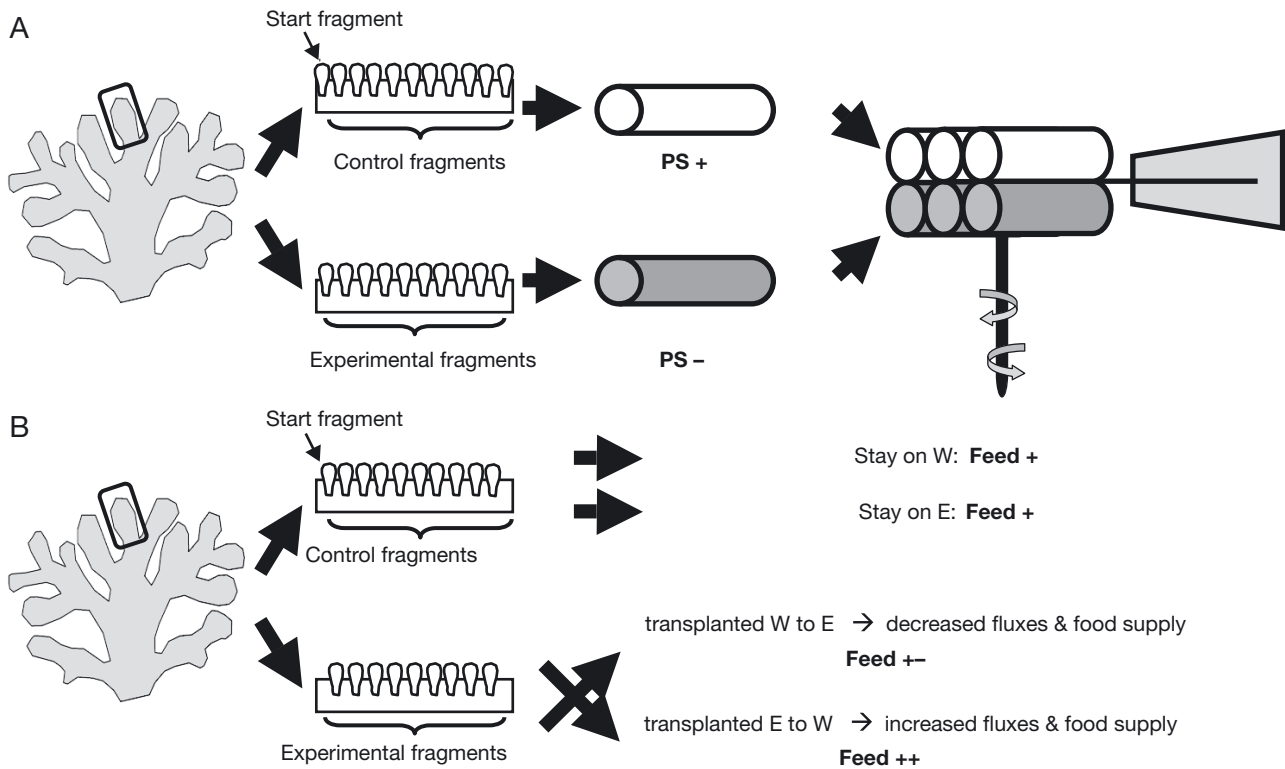 A
Start fragment
Control fragments
PS +
Experimental fragments
PS –
B
Start fragment
Control fragments
Stay on W: Feed +
Stay on E: Feed +
transplanted W to E → decreased fluxes & food supply
Feed +–
transplanted E to W → increased fluxes & food supply
Feed ++
Experimental fragments